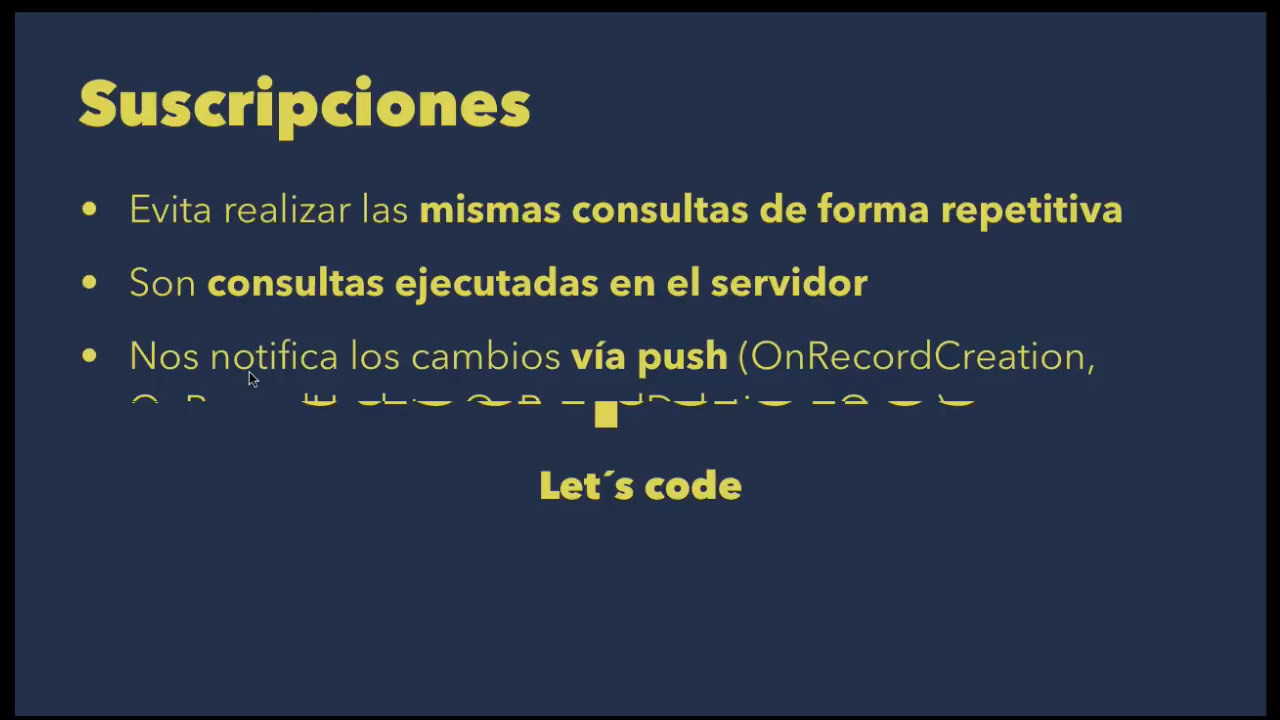 Suscripciones
• Evita realizar las mismas consultas de forma repetitiva
• Son consultas ejecutadas en el servidor
• Nos notifica los cambios vía push (OnRecordCreation,
Let´s code